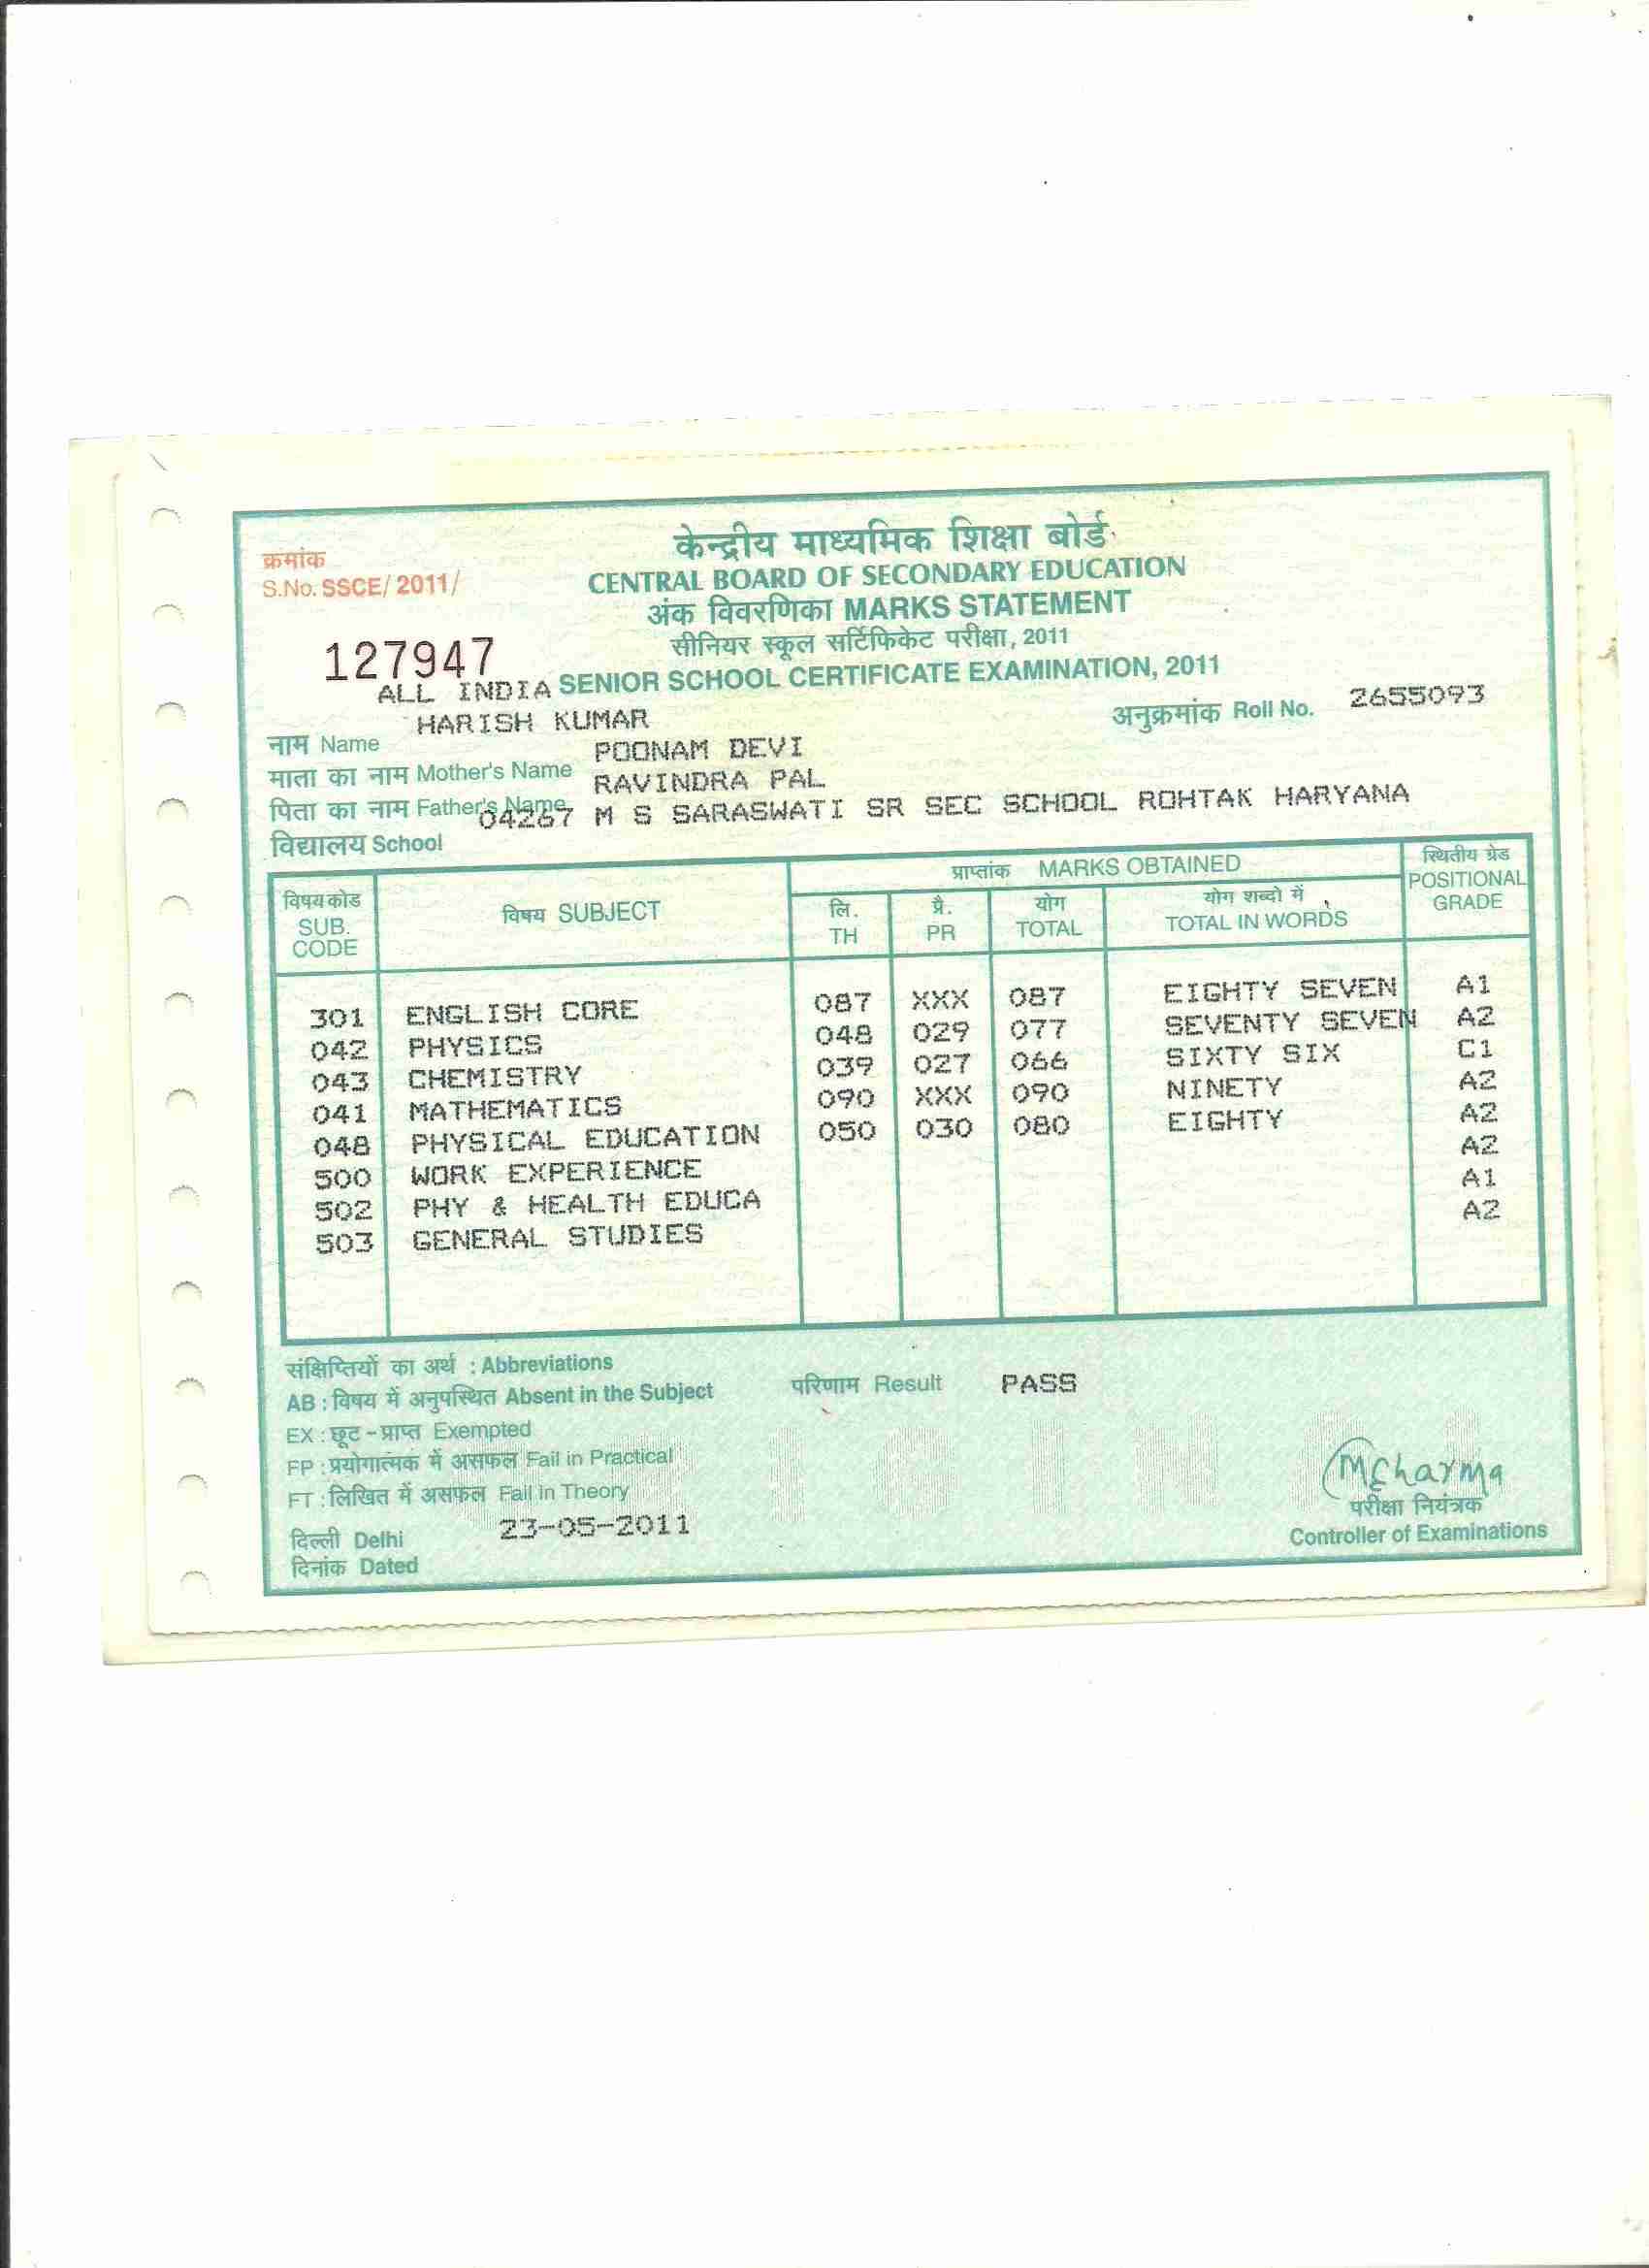 केन्द्रीय माध्यमिक शिक्षा बोर्ड
क्रमांक
S.No. SSCE/ 2011/
CENTRAL BOARD OF SECONDARY EDUCATION
अंक विवरणिका MARKS STATEMENT
सीनियर स्कूल सर्टिफिकेट परीक्षा, 2011
127947
ALL INDIA SENIOR SCHOOL CERTIFICATE EXAMINATION, 2011
अनुक्रमांक Roll No. 2655093
नाम Name HARISH KUMAR
माता का नाम Mother's Name POONAM DEVI
पिता का नाम Father's Name RAVINDRA PAL
विद्यालय School 04267 M S SARASWATI SR SEC SCHOOL ROHTAK HARYANA
विषय कोड SUB. CODE विषय SUBJECT प्राप्तांक MARKS OBTAINED स्थितीय ग्रेड POSITIONAL GRADE
लि. TH प्रै. PR योग TOTAL योग शब्दो में TOTAL IN WORDS
301 ENGLISH CORE 087 XXX 087 EIGHTY SEVEN A1
042 PHYSICS 048 029 077 SEVENTY SEVEN A2
043 CHEMISTRY 039 027 066 SIXTY SIX C1
041 MATHEMATICS 090 XXX 090 NINETY A2
048 PHYSICAL EDUCATION 050 030 080 EIGHTY A2
500 WORK EXPERIENCE A2
502 PHY & HEALTH EDUCA A1
503 GENERAL STUDIES A2
संक्षिप्तियों का अर्थ : Abbreviations
AB : विषय में अनुपस्थित Absent in the Subject
परिणाम Result PASS
EX : छूट - प्राप्त Exempted
FP : प्रयोगात्मक में असफल Fail in Practical
FT : लिखित में असफल Fail in Theory
दिल्ली Delhi
दिनांक Dated 23-05-2011
परीक्षा नियंत्रक
Controller of Examinations